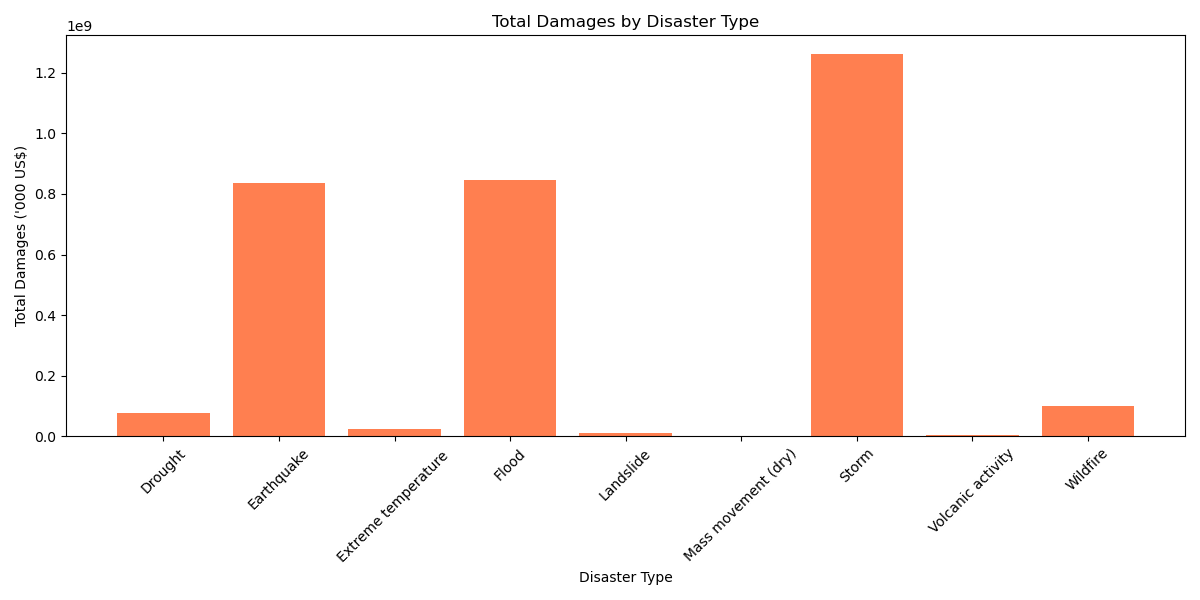 Total Damages by Disaster Type
1e9
Total Damages ('000 US$)
1.2
1.0
0.8
0.6
0.4
0.2
0.0
Drought
Earthquake
Extreme temperature
Flood
Landslide
Mass movement (dry)
Storm
Volcanic activity
Wildfire
Disaster Type